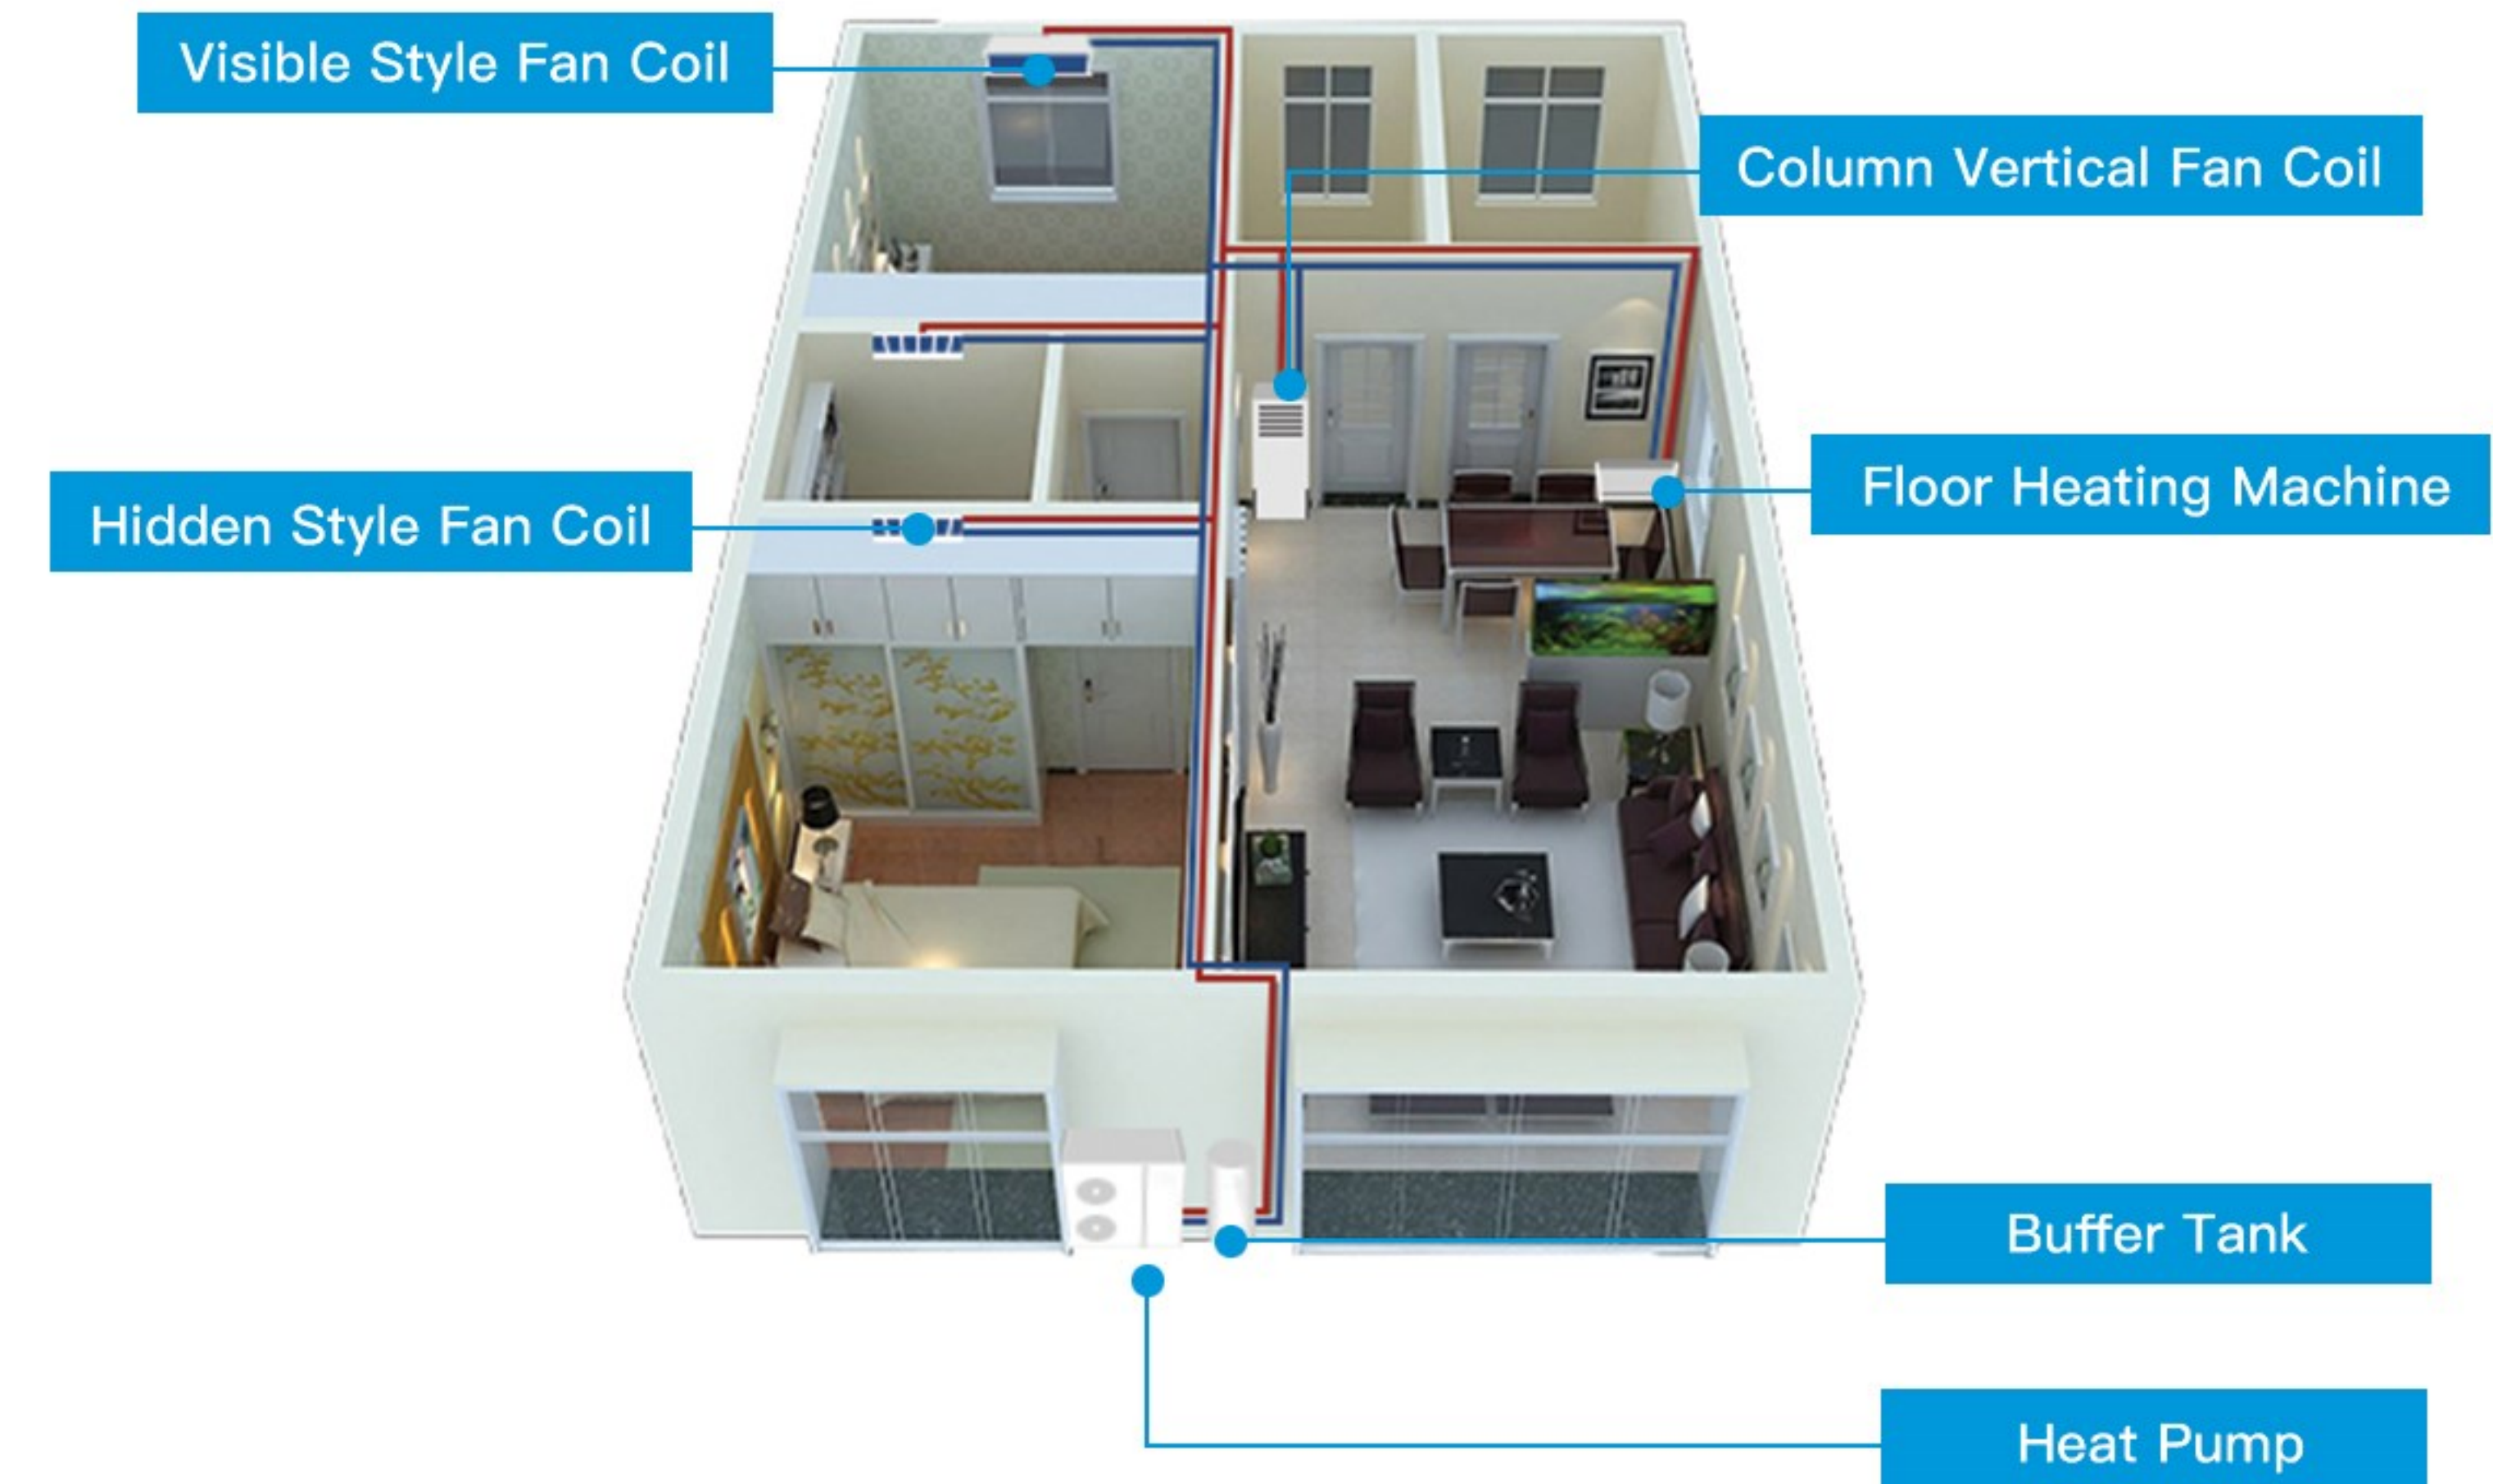 Visible Style Fan Coil
Column Vertical Fan Coil
Floor Heating Machine
Hidden Style Fan Coil
Buffer Tank
Heat Pump